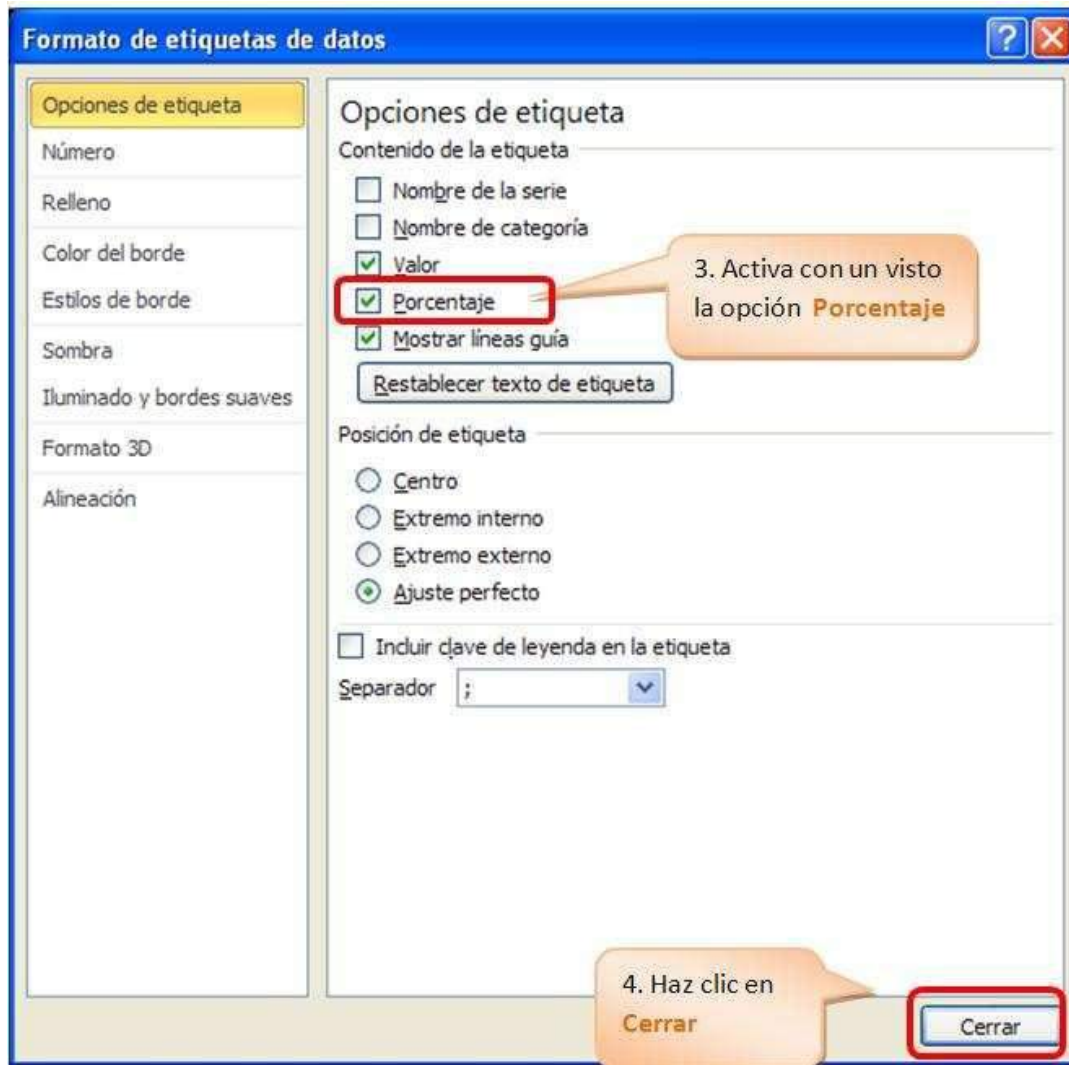 Formato de etiquetas de datos
Opciones de etiqueta
Número
Relleno
Color del borde
Estilos de borde
Sombra
Iluminado y bordes suaves
Formato 3D
Alineación
Opciones de etiqueta
Contenido de la etiqueta
Nombre de la serie
Nombre de categoría
Valor
Porcentaje
Mostrar líneas guía
Restablecer texto de etiqueta
3. Activa con un visto
la opción Porcentaje
Posición de etiqueta
Centro
Extremo interno
Extremo externo
Ajuste perfecto
Incluir clave de leyenda en la etiqueta
Separador ;
4. Haz clic en
Cerrar
Cerrar